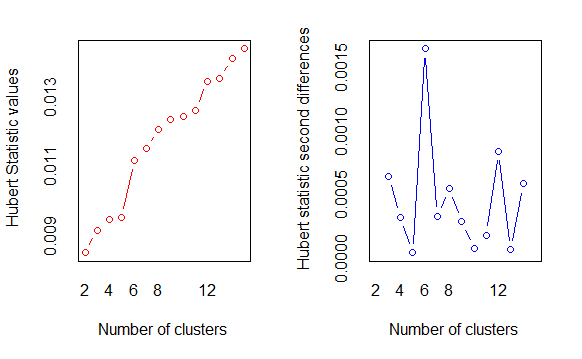 Hubert Statistic values
0.009 0.011 0.013
2 4 6 8 12
Number of clusters
Hubert statistic second differences
0.0000 0.0005 0.0010 0.0015
2 4 6 8 12
Number of clusters